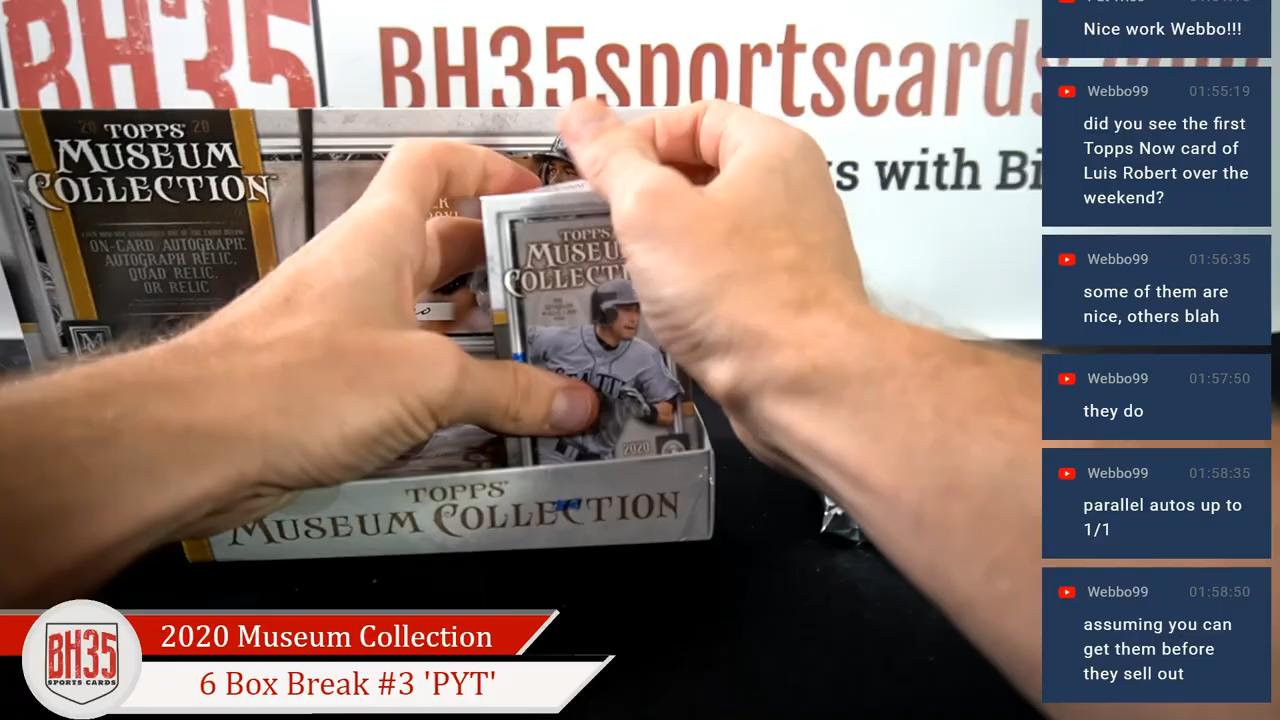 BH35
BH35sportscards
s with Bi
20 TOPPS 20
MUSEUM
COLLECTION
ON-CARD AUTOGRAPH,
AUTOGRAPH RELIC,
QUAD RELIC,
OR RELIC
TOPPS
MUSEUM
COLLECTI
2020
TOPPS
MUSEUM COLLECTION
BH35
SPORTS CARDS
2020 Museum Collection
6 Box Break #3 'PYT'
Nice work Webbo!!!
Webbo99 01:55:19
did you see the first
Topps Now card of
Luis Robert over the
weekend?
Webbo99 01:56:35
some of them are
nice, others blah
Webbo99 01:57:50
they do
Webbo99 01:58:35
parallel autos up to
1/1
Webbo99 01:58:50
assuming you can
get them before
they sell out